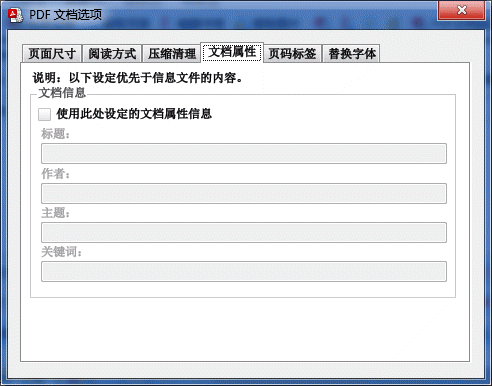 PDF 文档选项
页面尺寸 阅读方式 压缩清理 文档属性 页码标签 替换字体
说明：以下设定优先于信息文件的内容。
文档信息
使用此处设定的文档属性信息
标题：
作者：
主题：
关键词：